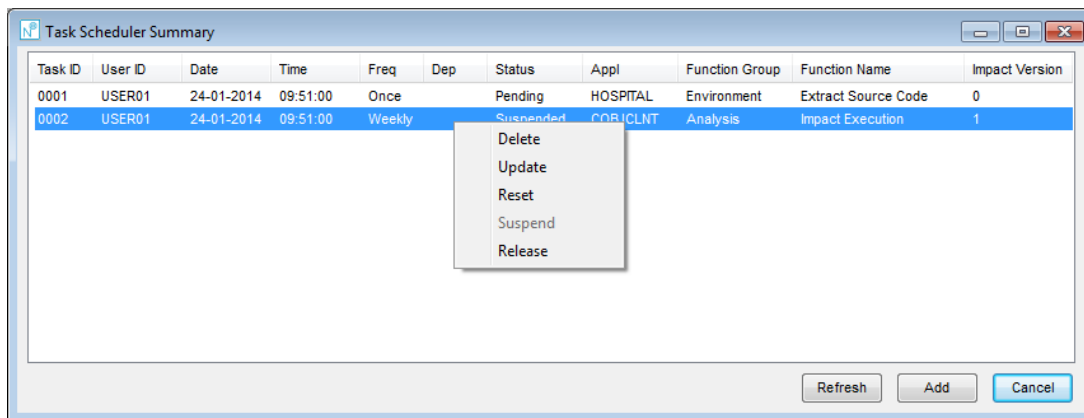 Task Scheduler Summary
Task ID User ID Date Time Freq Dep Status Appl Function Group Function Name Impact Version
0001 USER01 24-01-2014 09:51:00 Once Pending HOSPITAL Environment Extract Source Code 0
0002 USER01 24-01-2014 09:51:00 Weekly Suspended COBJCLNT Analysis Impact Execution 1
Delete
Update
Reset
Suspend
Release
Refresh Add Cancel